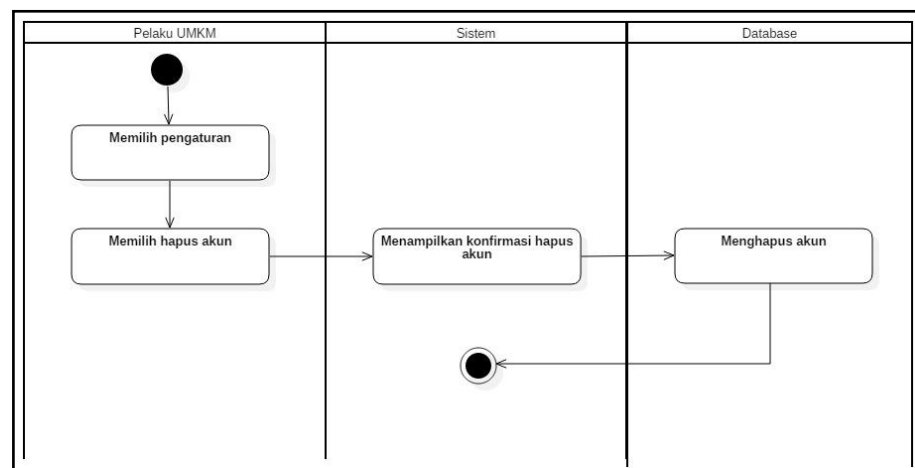 Pelaku UMKM
Sistem
Database
Memilih pengaturan
Memilih hapus akun
Menampilkan konfirmasi hapus
akun
Menghapus akun